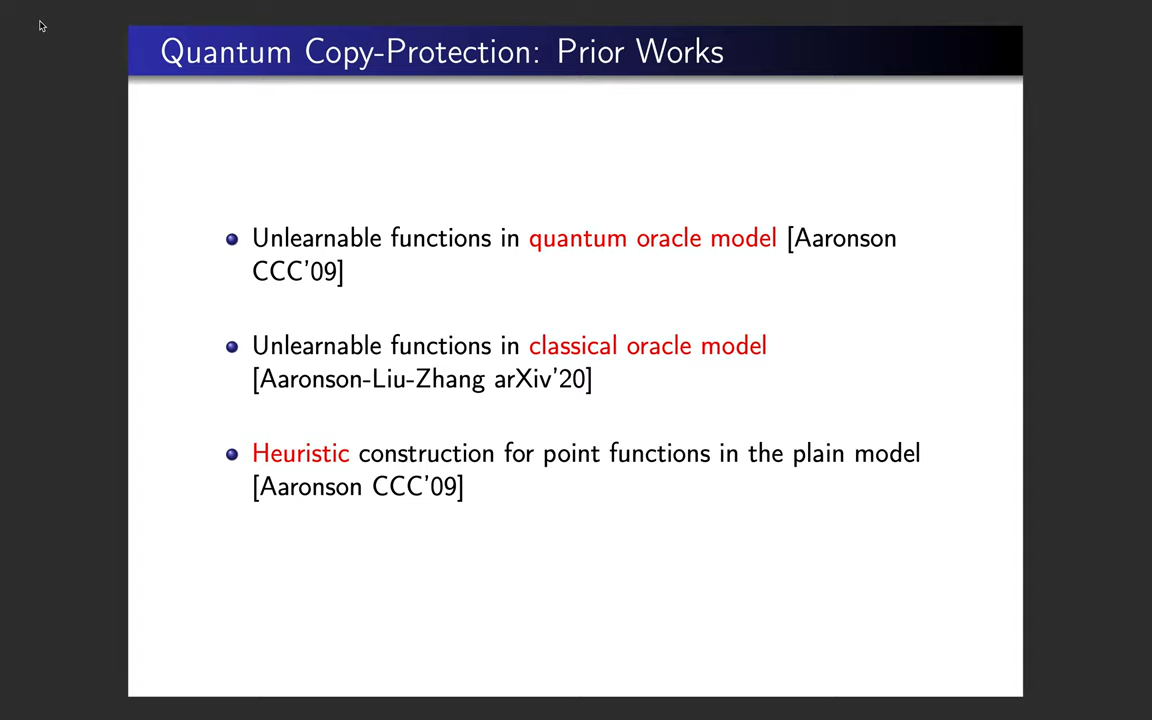 Quantum Copy-Protection: Prior Works
Unlearnable functions in quantum oracle model [Aaronson
CCC'09]
Unlearnable functions in classical oracle model
[Aaronson-Liu-Zhang arXiv'20]
Heuristic construction for point functions in the plain model
[Aaronson CCC'09]